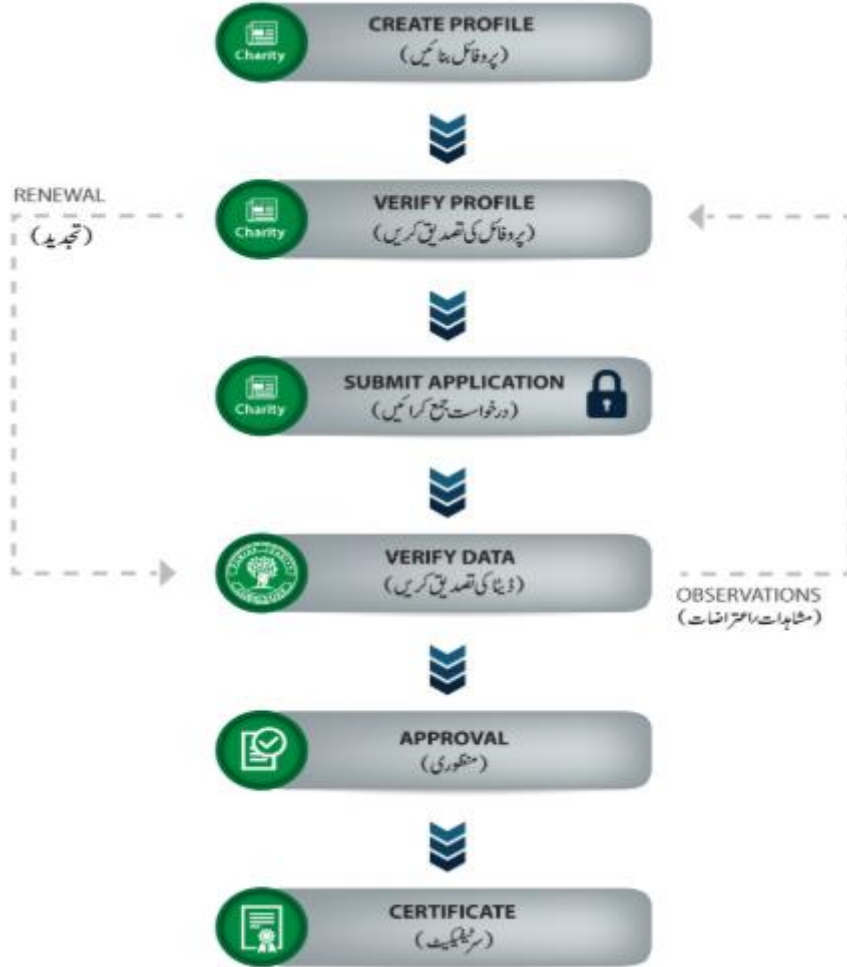 Charity
CREATE PROFILE
(پروفائل بنائیں)
RENEWAL
(تجدید)
Charity
VERIFY PROFILE
(پروفائل کی تصدیق کریں)
Charity
SUBMIT APPLICATION
(درخواست جمع کرائیں)
VERIFY DATA
(ڈیٹا کی تصدیق کریں)
OBSERVATIONS
(مشاہدات/اعتراضات)
APPROVAL
(منظوری)
CERTIFICATE
(سرٹیفیکیٹ)